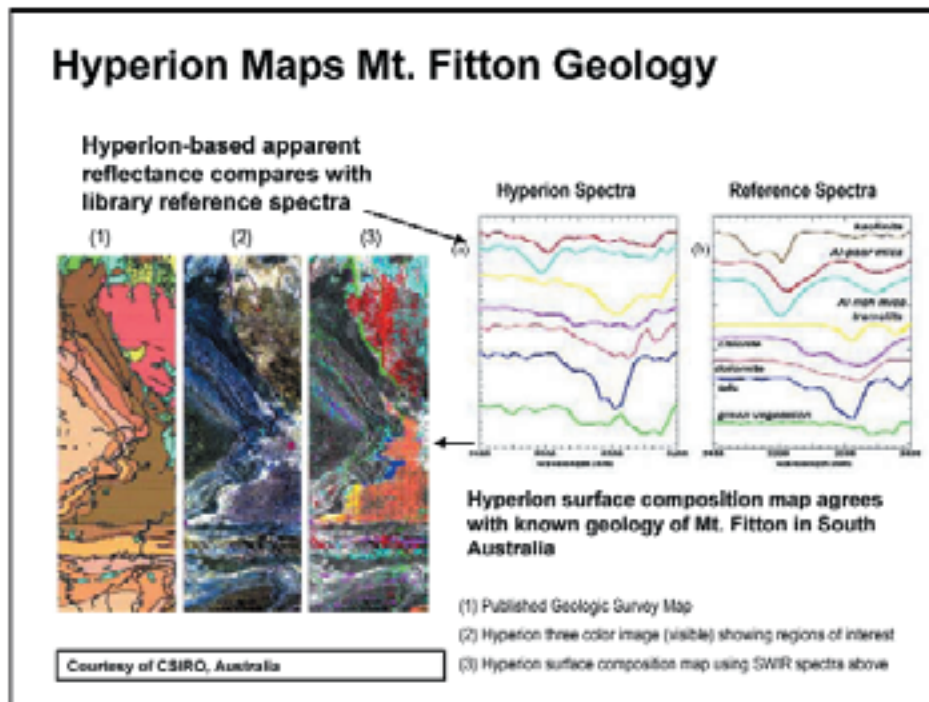 Hyperion Maps Mt. Fitton Geology
Hyperion-based apparent
reflectance compares with
library reference spectra
(1)
(2)
(3)
Hyperion Spectra
Reference Spectra
(a)
(b)
kaolinite
Al-poor mica
Al-rich mica
tremolite
chlorite
dolomite
talc
green vegetation
Hyperion surface composition map agrees
with known geology of Mt. Fitton in South
Australia
(1) Published Geologic Survey Map
(2) Hyperion three color image (visible) showing regions of interest
(3) Hyperion surface composition map using SWIR spectra above
Courtesy of CSIRO, Australia